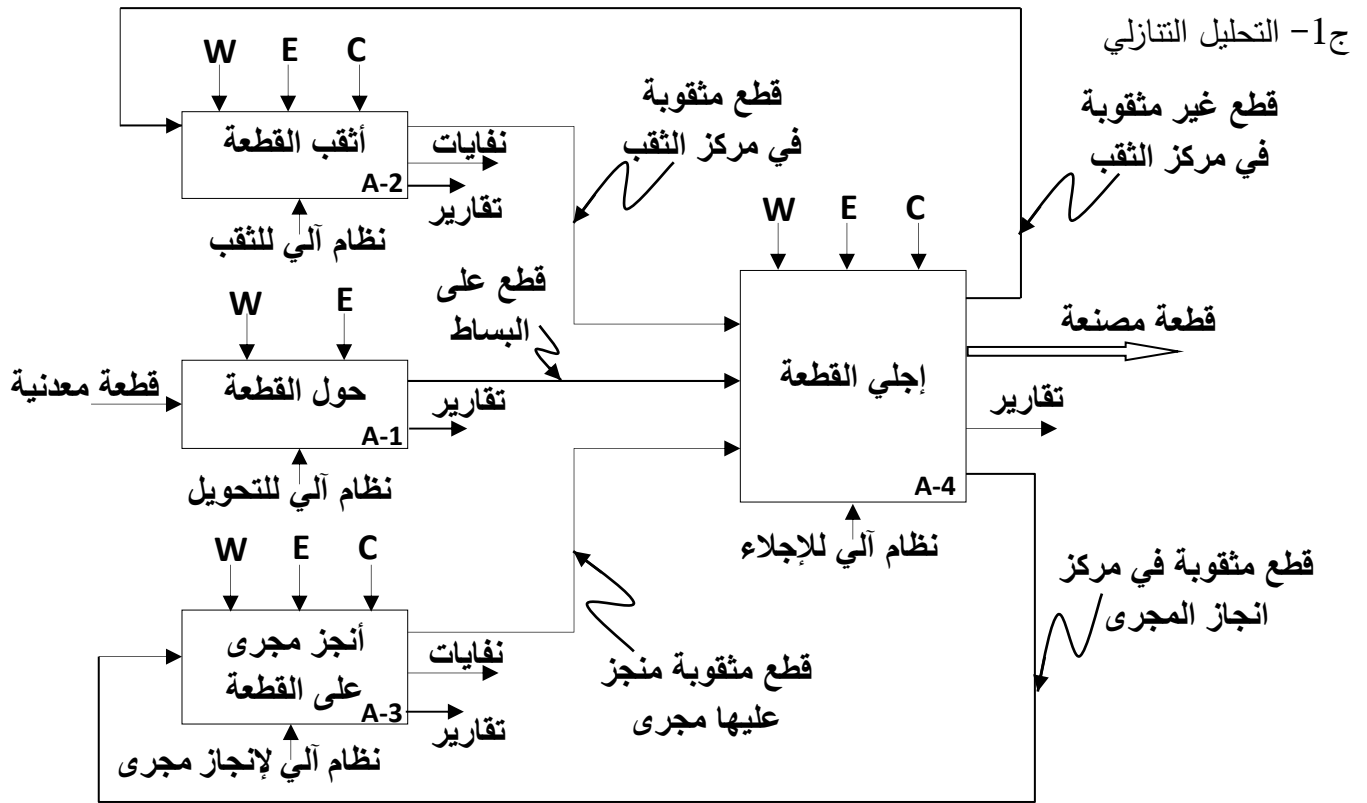 ج1- التحليل التنازلي
W E C
أثقب القطعة
A-2
نفايات
تقارير
نظام آلي للثقب
قطع مثقوبة
في مركز الثقب
قطع غير مثقوبة
في مركز الثقب
W E
قطعة معدنية
حول القطعة
A-1
تقارير
نظام آلي للتحويل
قطع على
البساط
W E C
إجلي القطعة
A-4
قطعة مصنعة
تقارير
نظام آلي للإجلاء
W E C
أنجز مجرى
على القطعة
A-3
نفايات
تقارير
نظام آلي لإنجاز مجرى
قطع مثقوبة منجز
عليها مجرى
قطع مثقوبة في مركز
انجاز المجرى